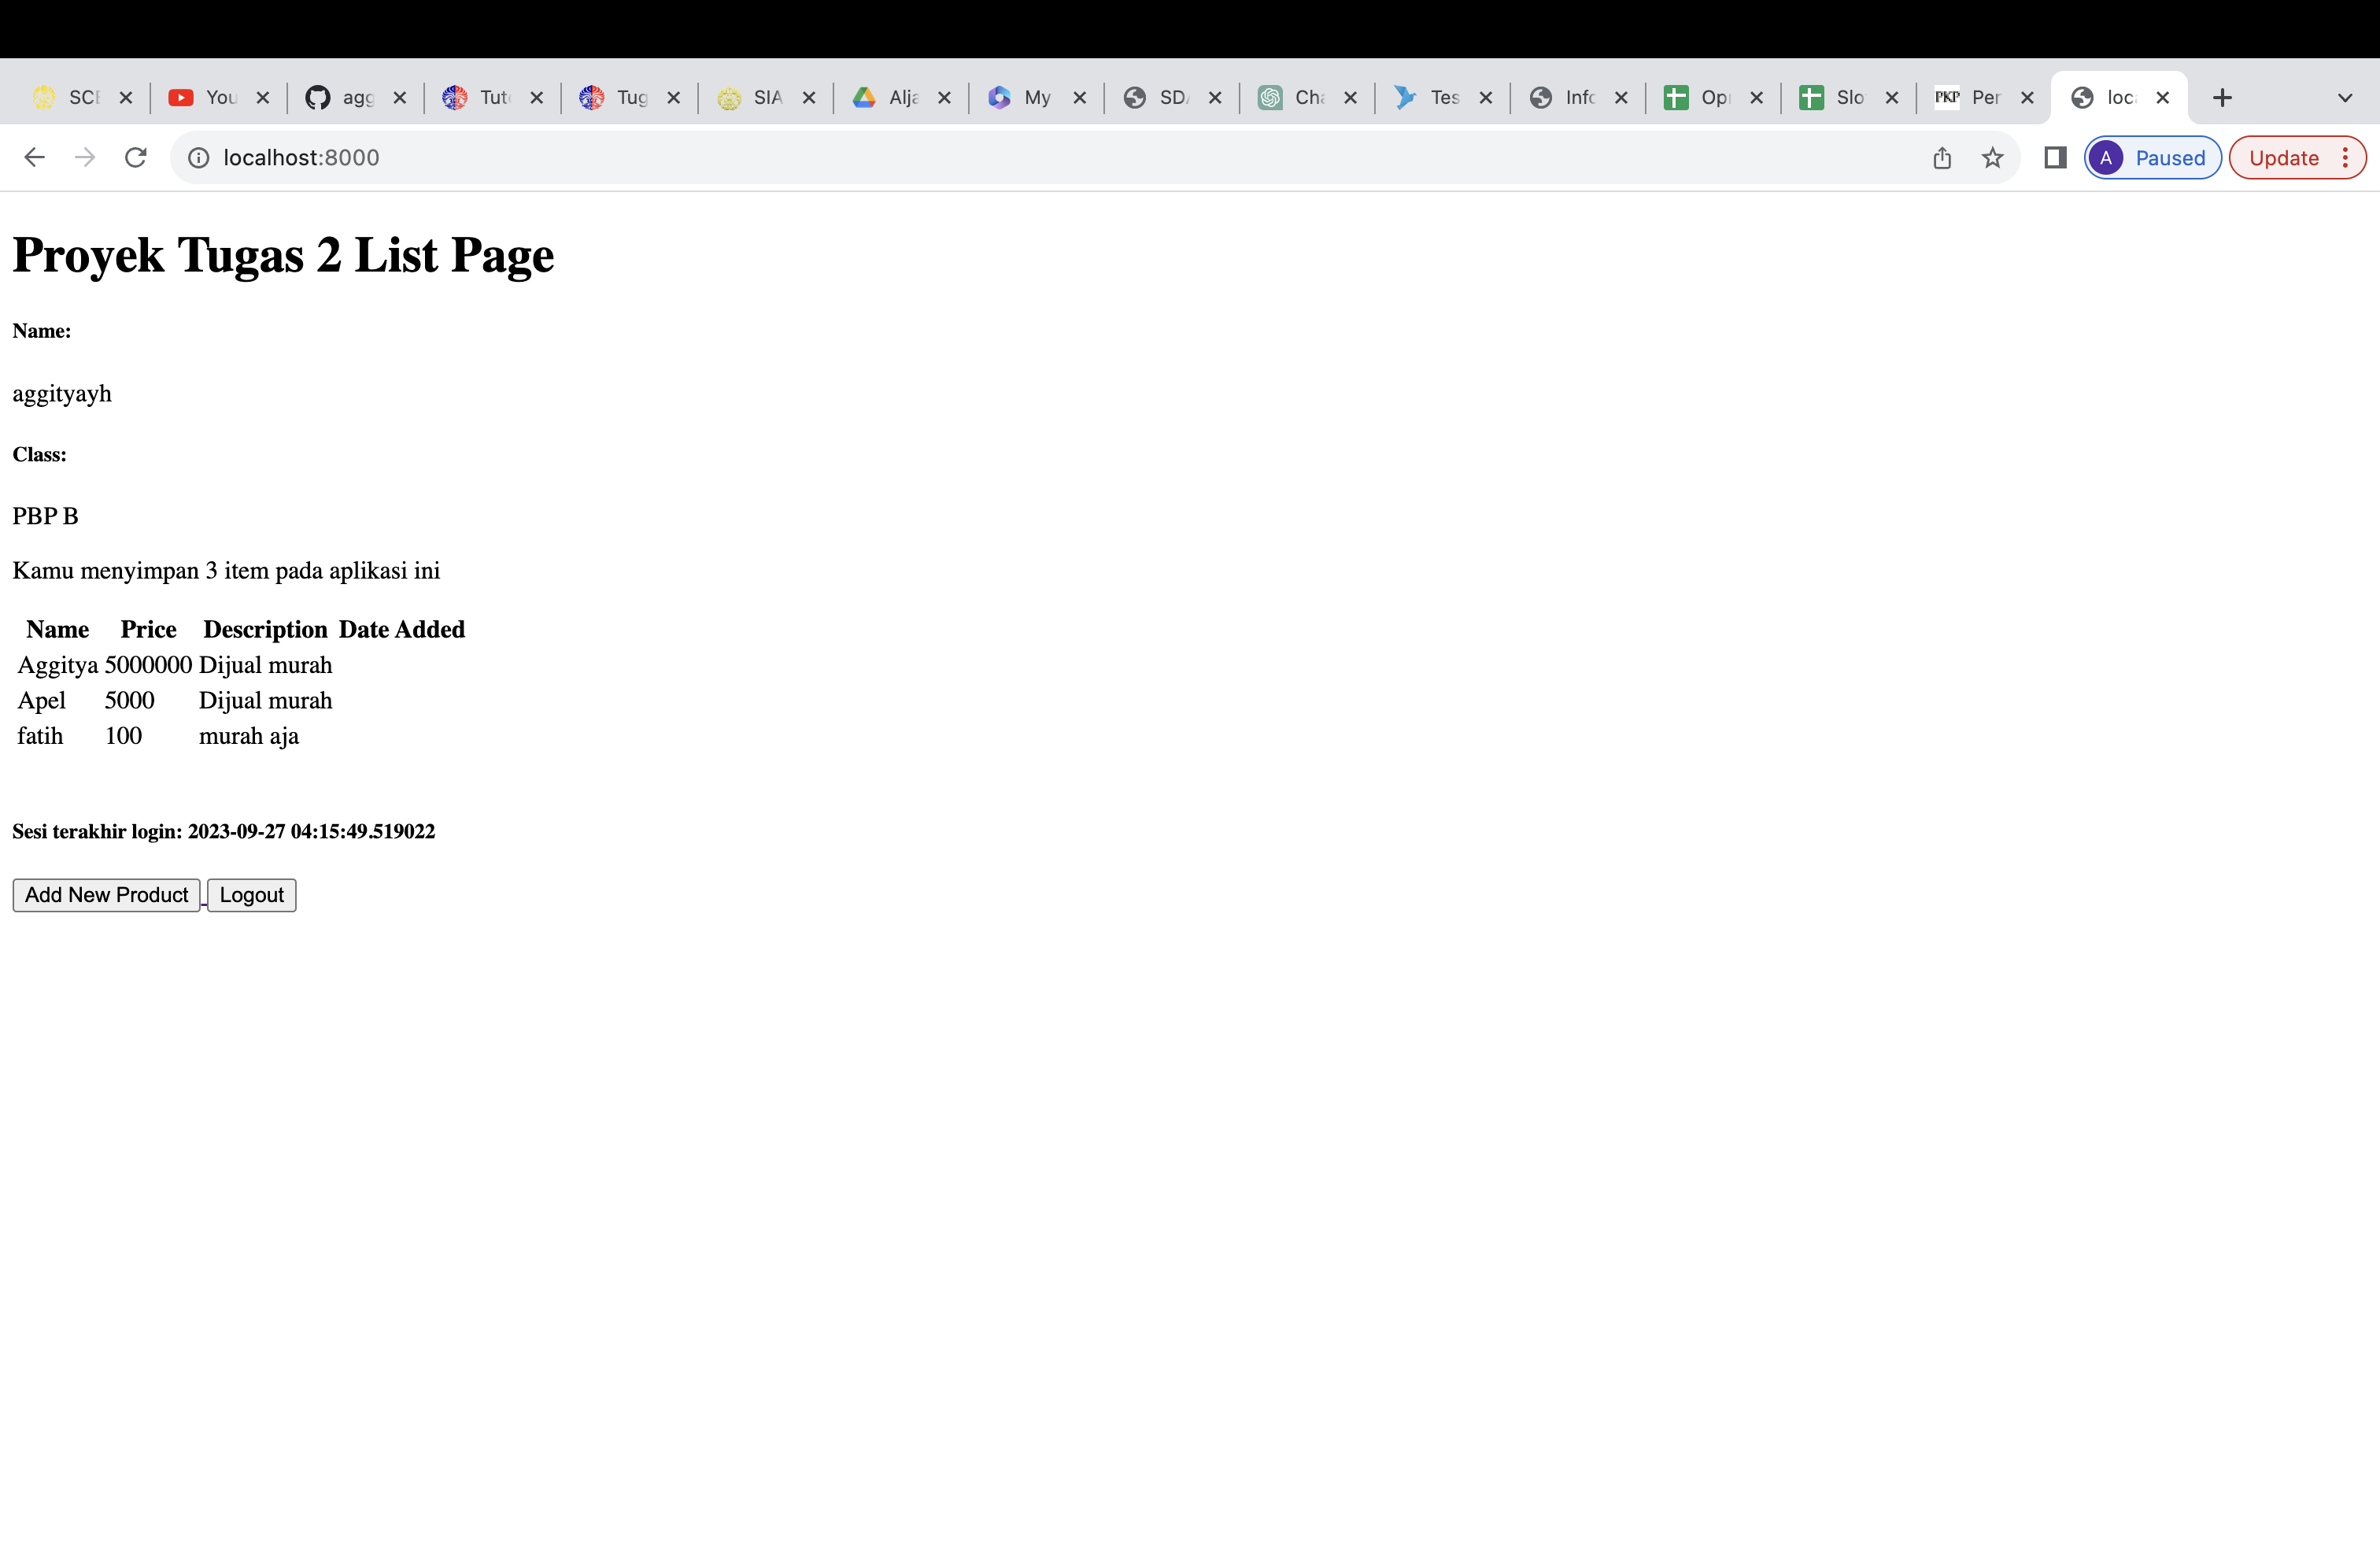 SCE You agg Tut Tug SIA Alja My SDA Cha Tes Info Opr Slo PKP Per loc
localhost:8000 A Paused Update
Proyek Tugas 2 List Page
Name:
aggityayh
Class:
PBP B
Kamu menyimpan 3 item pada aplikasi ini
Name Price Description Date Added
Aggitya 5000000 Dijual murah
Apel 5000 Dijual murah
fatih 100 murah aja
Sesi terakhir login: 2023-09-27 04:15:49.519022
Add New Product Logout